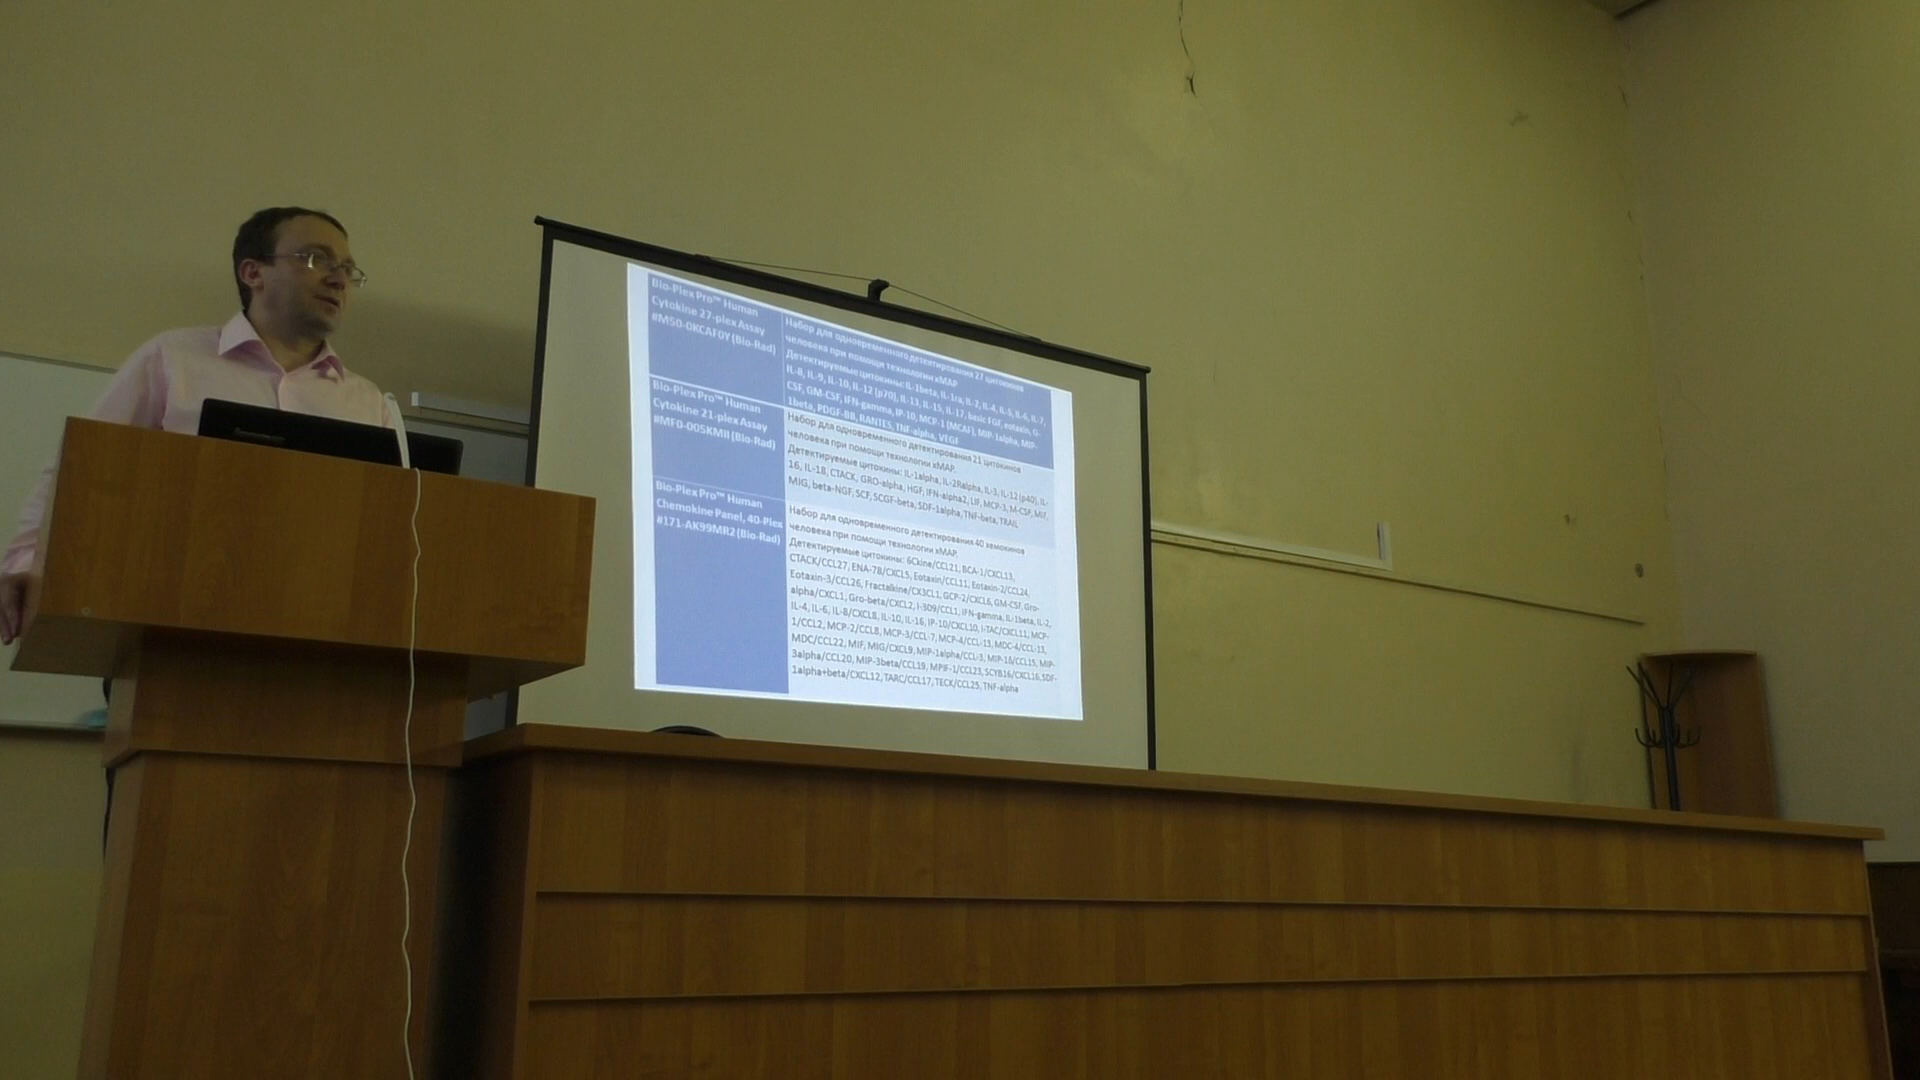 Bio-Plex Pro™ Human
Cytokine 27-plex Assay
#M50-0KCAF0Y (Bio-Rad)
Набор для одновременного детектирования 27 цитокинов
человека при помощи технологии xMAP
Детектируемые цитокины: IL-1beta, IL-1ra, IL-2, IL-4, IL-5, IL-6, IL-7,
IL-8, IL-9, IL-10, IL-12 (p70), IL-13, IL-15, IL-17, basic FGF, eotaxin, G-
CSF, GM-CSF, IFN-gamma, IP-10, MCP-1 (MCAF), MIP-1alpha, MIP-
1beta, PDGF-BB, RANTES, TNF-alpha, VEGF
Bio-Plex Pro™ Human
Cytokine 21-plex Assay
#MF0-005KMII (Bio-Rad)
Набор для одновременного детектирования 21 цитокинов
человека при помощи технологии xMAP.
Детектируемые цитокины: IL-1alpha, IL-2Ralpha, IL-3, IL-12 (p40), IL-
16, IL-18, CTACK, GRO-alpha, HGF, IFN-alpha2, LIF, MCP-3, M-CSF, MIF,
MIG, beta-NGF, SCF, SCGF-beta, SDF-1alpha, TNF-beta, TRAIL
Bio-Plex Pro™ Human
Chemokine Panel, 40-Plex
#171-AK99MR2 (Bio-Rad)
Набор для одновременного детектирования 40 хемокинов
человека при помощи технологии xMAP.
Детектируемые цитокины: 6Ckine/CCL21, BCA-1/CXCL13,
CTACK/CCL27, ENA-78/CXCL5, Eotaxin/CCL11, Eotaxin-2/CCL24,
Eotaxin-3/CCL26, Fractalkine/CX3CL1, GCP-2/CXCL6, GM-CSF, Gro-
alpha/CXCL1, Gro-beta/CXCL2, I-309/CCL1, IFN-gamma, IL-1beta, IL-2,
IL-4, IL-6, IL-8/CXCL8, IL-10, IL-16, IP-10/CXCL10, I-TAC/CXCL11, MCP-
1/CCL2, MCP-2/CCL8, MCP-3/CCL-7, MCP-4/CCL-13, MDC-4/CCL-13,
MDC/CCL22, MIF, MIG/CXCL9, MIP-1alpha/CCL-3, MIP-16/CCL15, MIP-
3alpha/CCL20, MIP-3beta/CCL19, MPIF-1/CCL23, SCYB16/CXCL16, SDF-
1alpha+beta/CXCL12, TARC/CCL17, TECK/CCL25, TNF-alpha